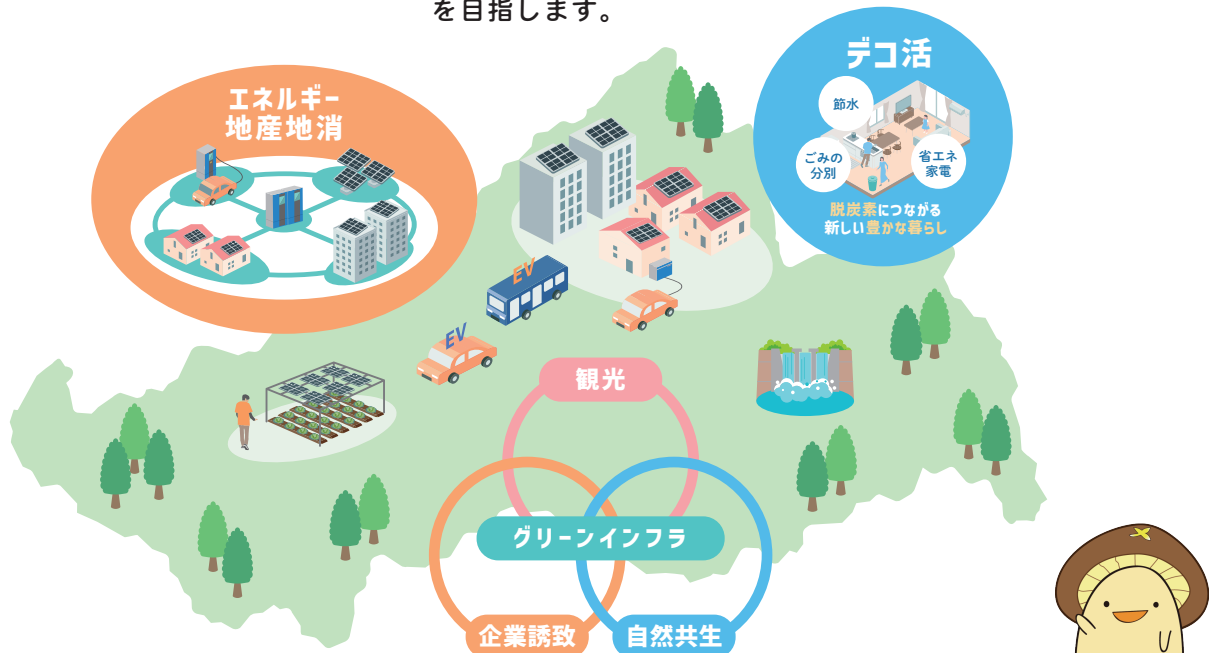 を目指します。
エネルギー
地産地消
デコ活
節水
ごみの
分別
省エネ
家電
脱炭素につながる
新しい豊かな暮らし
EV
EV
観光
グリーンインフラ
企業誘致
自然共生